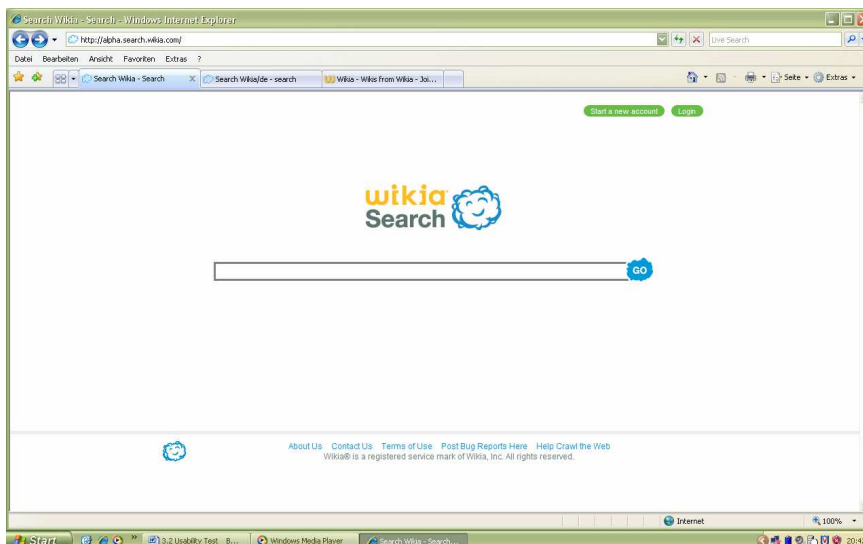 Search Wikia - Search - Windows Internet Explorer
http://alpha.search.wikia.com/
Live Search
Datei Bearbeiten Ansicht Favoriten Extras ?
Search Wikia - Search X Search Wikia/de - search Wikia - Wikis from Wikia - Joi... Seite Extras
Start a new account Login
wikia
Search
GO
About Us Contact Us Terms of Use Post Bug Reports Here Help Crawl the Web
Wikia® is a registered service mark of Wikia, Inc. All rights reserved.
Internet 100%
Start 3.2 Usability Test _B... Windows Media Player Search Wikia - Search...